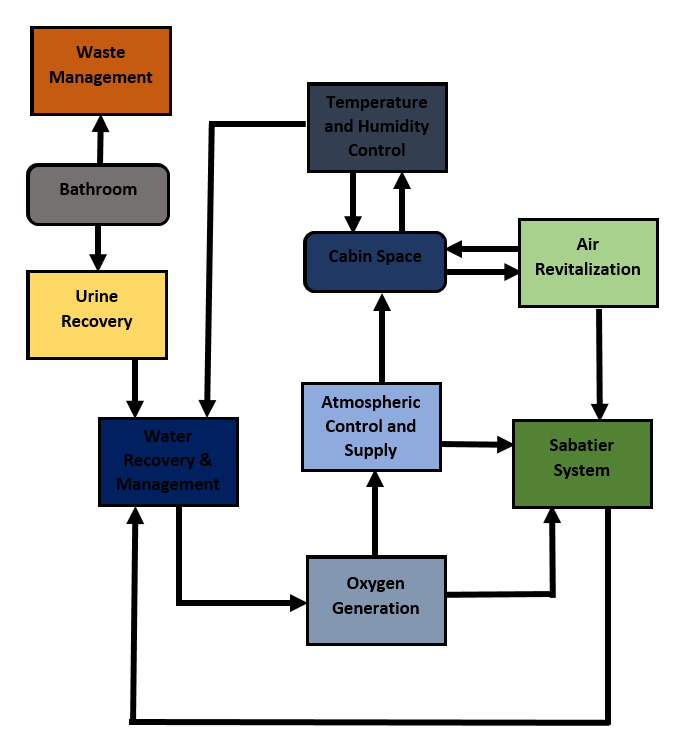 Waste
Management
Temperature
and Humidity
Control
Bathroom
Cabin Space
Air
Revitalization
Urine
Recovery
Atmospheric
Control and
Supply
Water
Recovery &
Management
Sabatier
System
Oxygen
Generation